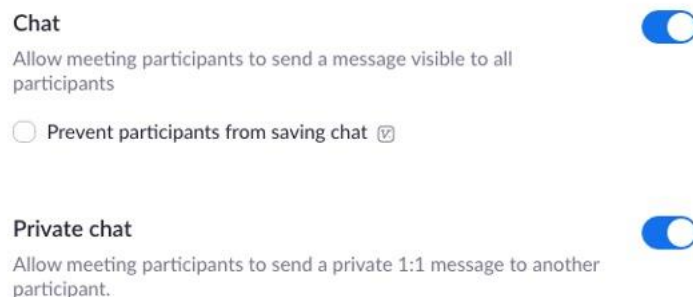 Chat
Allow meeting participants to send a message visible to all
participants
Prevent participants from saving chat
Private chat
Allow meeting participants to send a private 1:1 message to another
participant.